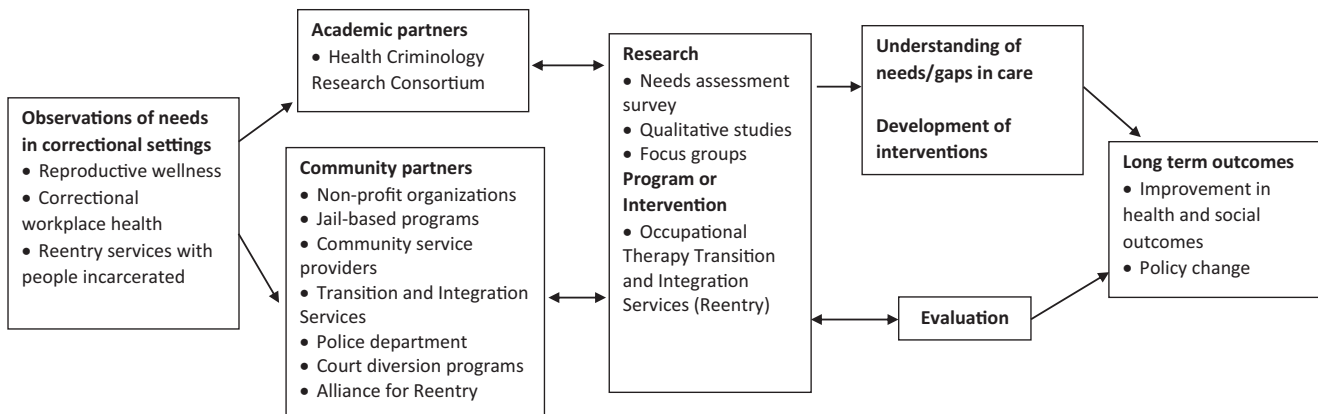 Observations of needs
in correctional settings
• Reproductive wellness
• Correctional
workplace health
• Reentry services with
people incarcerated
Academic partners
• Health Criminology
Research Consortium
Community partners
• Non-profit organizations
• Jail-based programs
• Community service
providers
• Transition and Integration
Services
• Police department
• Court diversion programs
• Alliance for Reentry
Research
• Needs assessment
survey
• Qualitative studies
• Focus groups
Program or
Intervention
• Occupational
Therapy Transition
and Integration
Services (Reentry)
Understanding of
needs/gaps in care
Development of
interventions
Evaluation
Long term outcomes
• Improvement in
health and social
outcomes
• Policy change